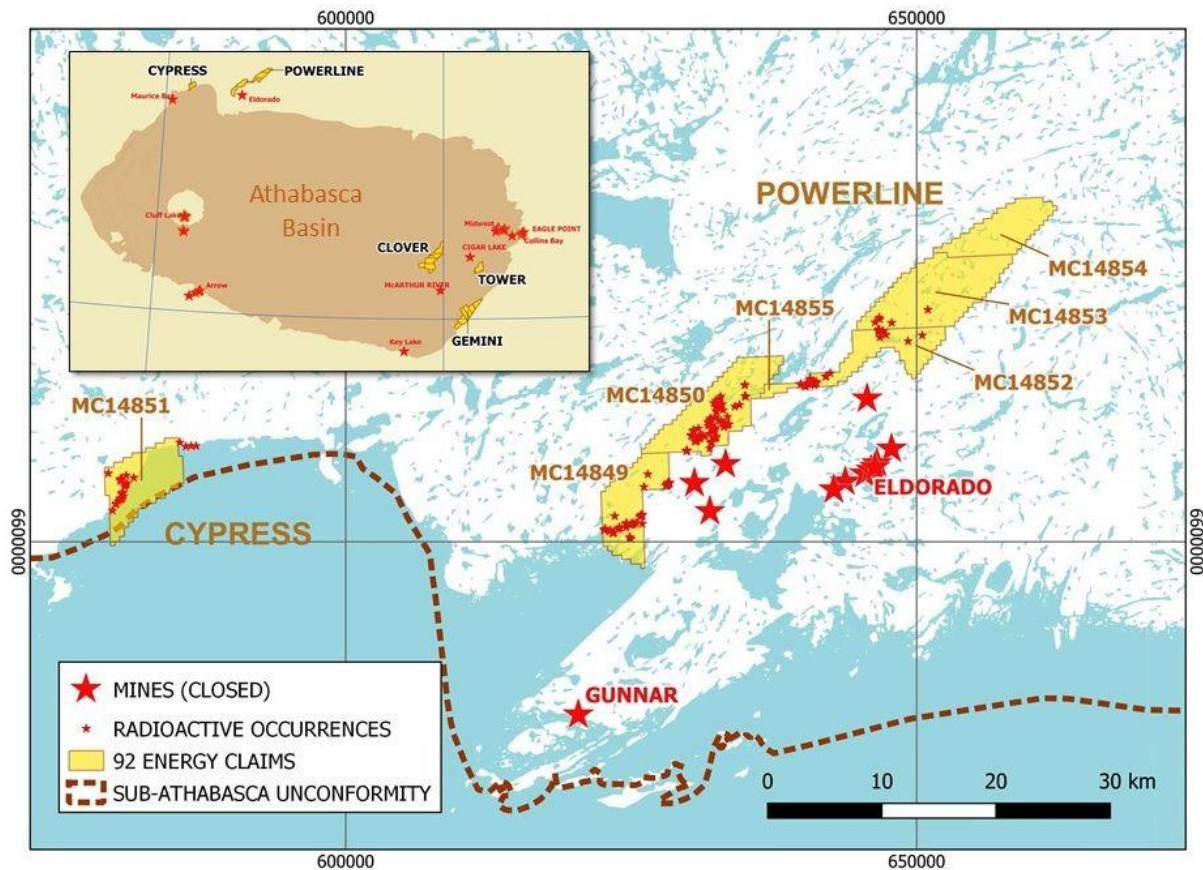 600000
650000
CYPRESS
POWERLINE
Maurice Bay
Eldorado
Athabasca
Basin
Cluff Lake
Midwest
EAGLE POINT
Collins Bay
CLOVER
CIGAR LAKE
TOWER
Arrow
McARTHUR RIVER
GEMINI
Key Lake
POWERLINE
MC14854
MC14853
MC14855
MC14852
MC14851
MC14850
MC14849
ELDORADO
CYPRESS
6600000
6600000
GUNNAR
MINES (CLOSED)
RADIOACTIVE OCCURRENCES
92 ENERGY CLAIMS
SUB-ATHABASCA UNCONFORMITY
0 10 20 30 km
600000
650000